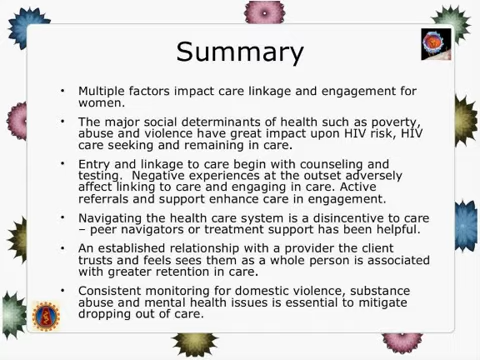 Summary
• Multiple factors impact care linkage and engagement for
women.
• The major social determinants of health such as poverty,
abuse and violence have great impact upon HIV risk, HIV
care seeking and remaining in care.
• Entry and linkage to care begin with counseling and
testing.  Negative experiences at the outset adversely
affect linking to care and engaging in care. Active
referrals and support enhance care in engagement.
• Navigating the health care system is a disincentive to care
– peer navigators or treatment support has been helpful.
• An established relationship with a provider the client
trusts and feels sees them as a whole person is associated
with greater retention in care.
• Consistent monitoring for domestic violence, substance
abuse and mental health issues is essential to mitigate
dropping out of care.